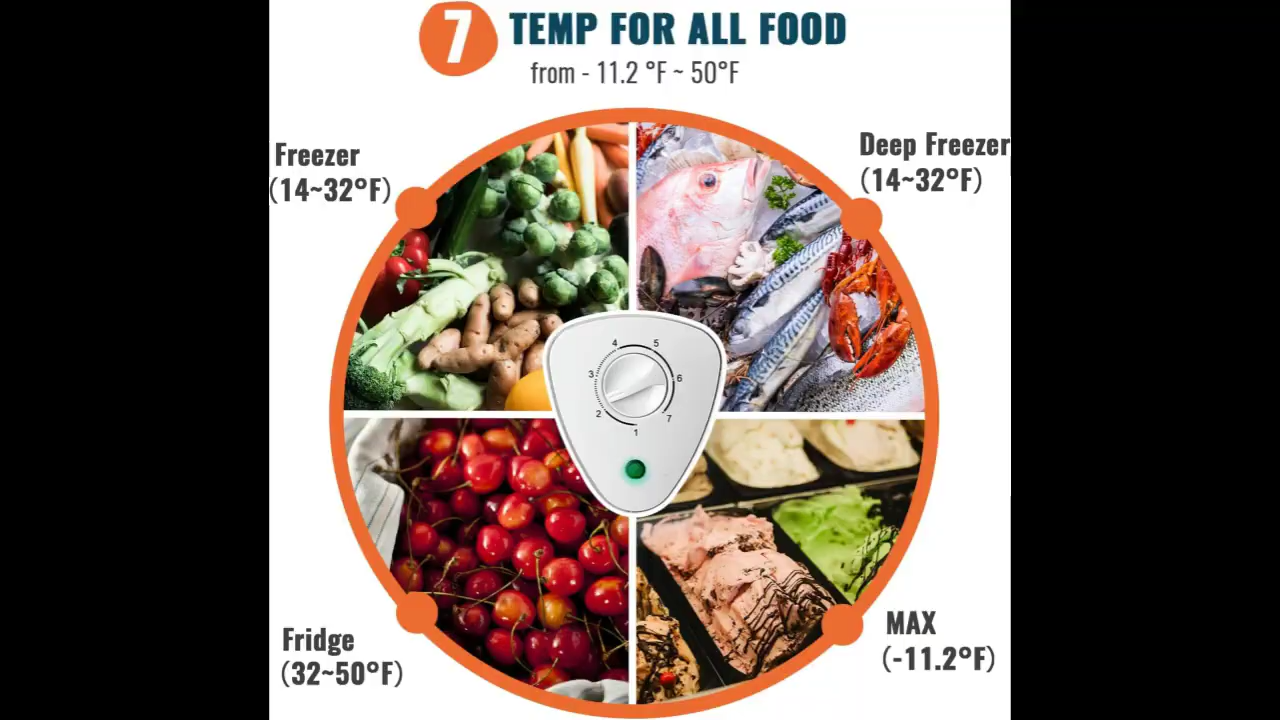 7 TEMP FOR ALL FOOD
from - 11.2 °F ~ 50°F
Freezer
(14~32°F)
Deep Freezer
(14~32°F)
4 5
3 6
2 7
1
Fridge
(32~50°F)
MAX
(-11.2°F)